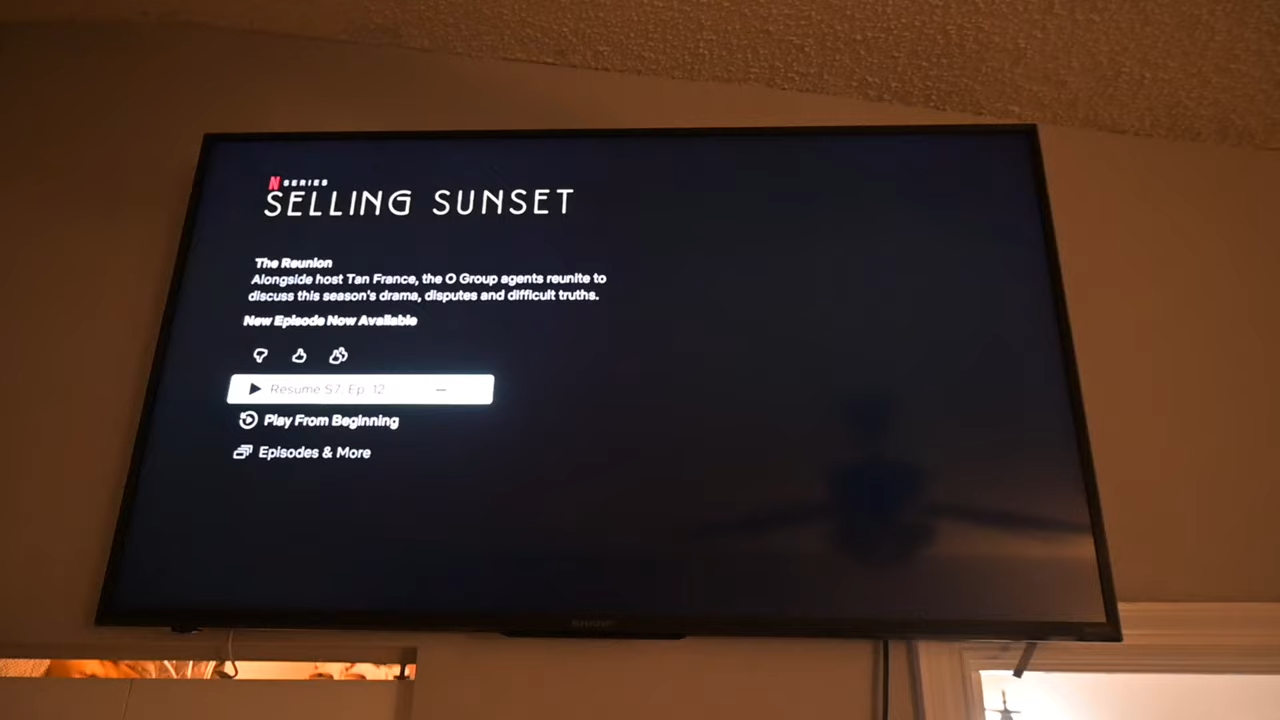 N SERIES
SELLING SUNSET
The Reunion
Alongside host Tan France, the O Group agents reunite to
discuss this season's drama, disputes and difficult truths.
New Episode Now Available
Resume S7: Ep. 12
Play From Beginning
Episodes & More
SHARP